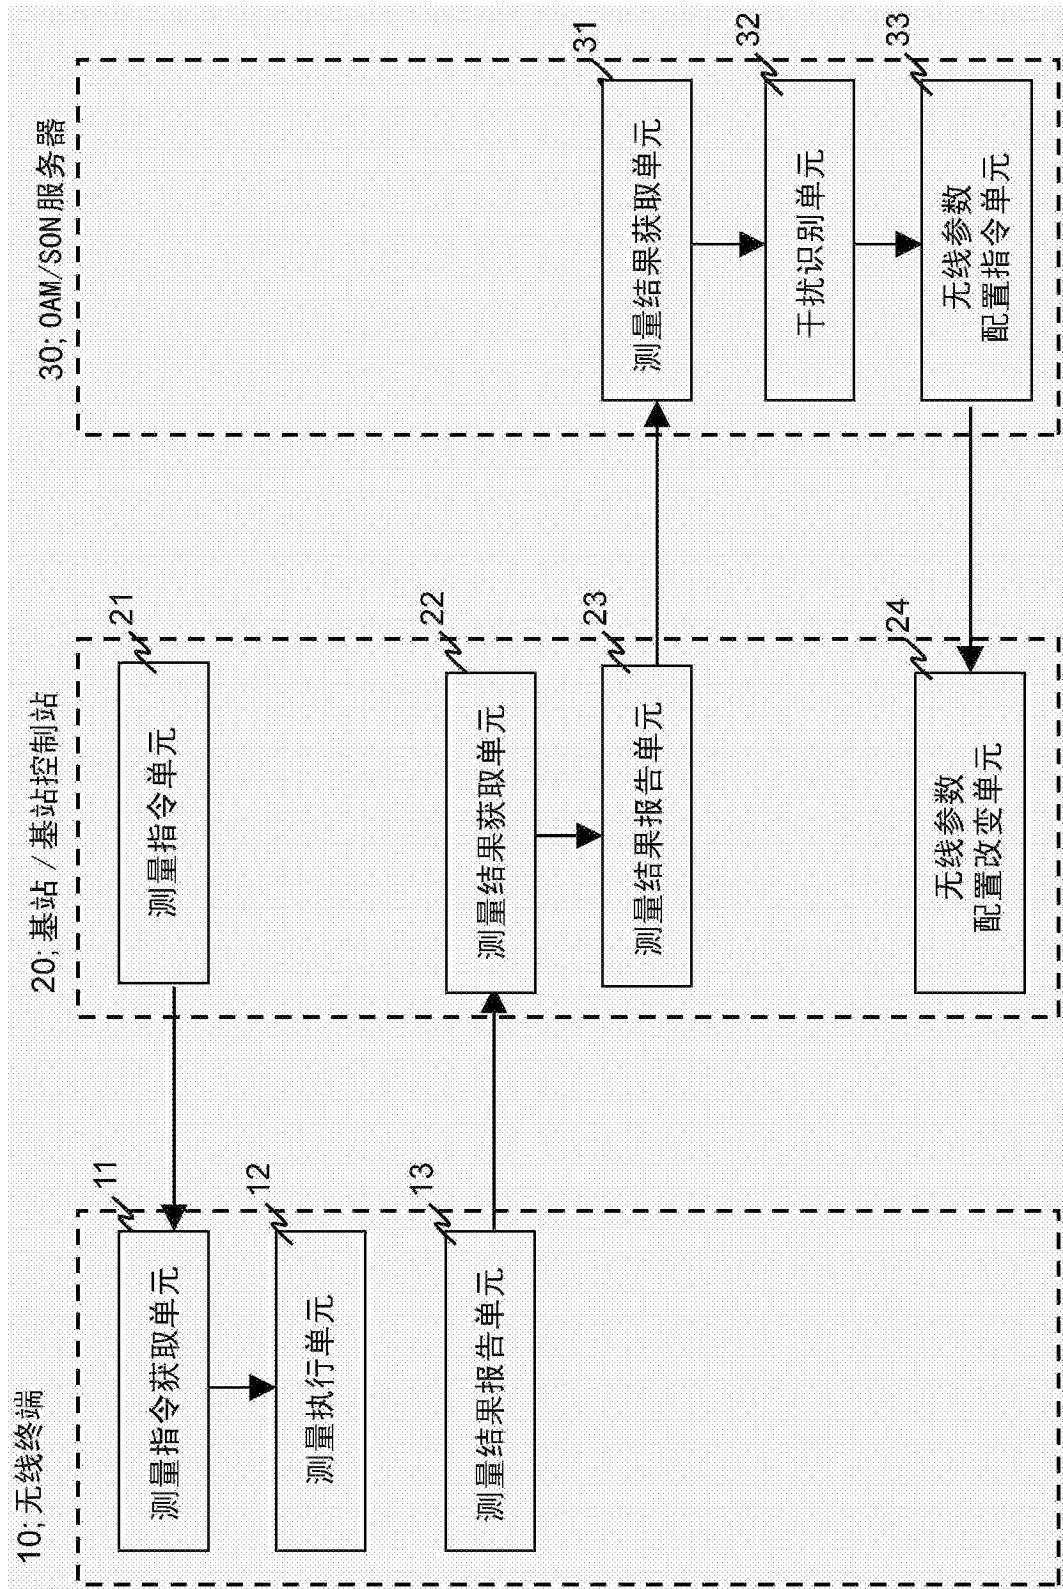 10;无线终端
11
测量指令获取单元
12
测量执行单元
13
测量结果报告单元
20;基站/基站控制站
21
测量指令单元
22
测量结果获取单元
23
测量结果报告单元
24
无线参数
配置改变单元
30;OAM/SON服务器
31
测量结果获取单元
32
干扰识别单元
33
无线参数
配置指令单元